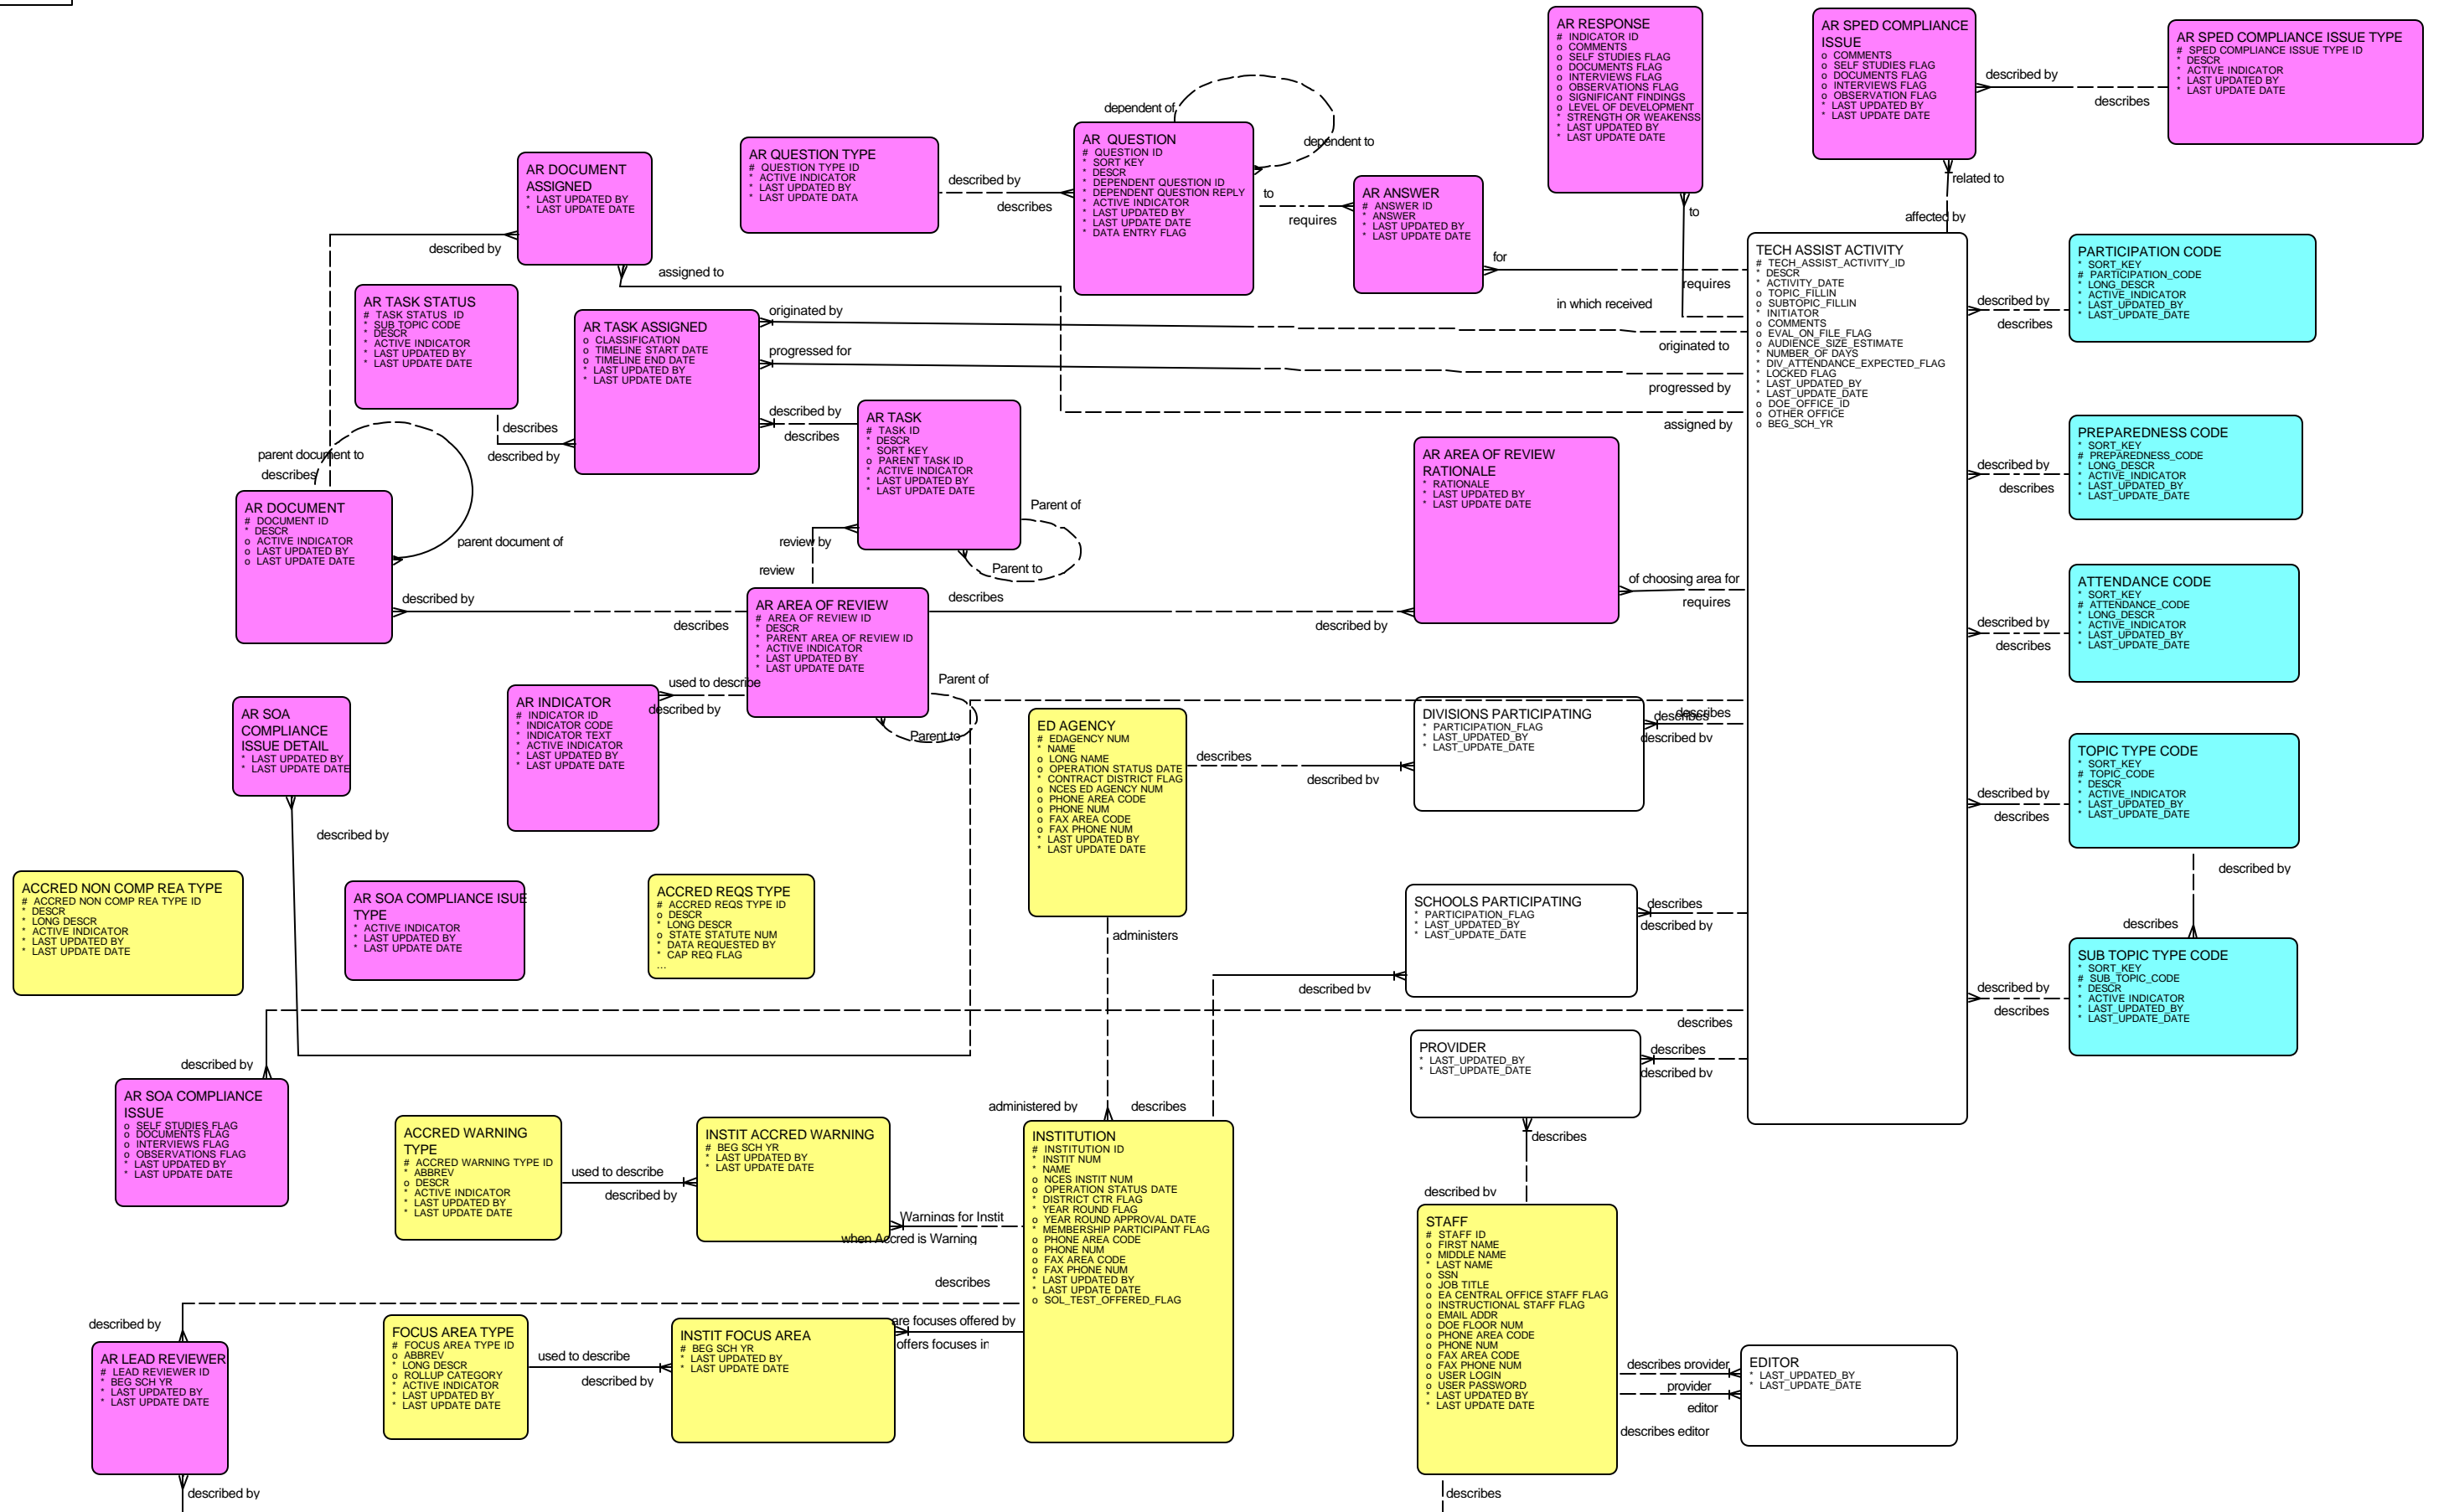 AR RESPONSE
# INDICATOR ID
o COMMENTS
o SELF STUDIES FLAG
o DOCUMENTS FLAG
o INTERVIEWS FLAG
o OBSERVATIONS FLAG
o SIGNIFICANT FINDINGS
o LEVEL OF DEVELOPMENT
* STRENGTH OR WEAKENSS
* LAST UPDATED BY
* LAST UPDATE DATE
to
in which received
AR SPED COMPLIANCE
ISSUE
o COMMENTS
o SELF STUDIES FLAG
o DOCUMENTS FLAG
o INTERVIEWS FLAG
o OBSERVATION FLAG
* LAST UPDATED BY
* LAST UPDATE DATE
described by
describes
related to
affected by
AR SPED COMPLIANCE ISSUE TYPE
# SPED COMPLIANCE ISSUE TYPE ID
* DESCR
* ACTIVE INDICATOR
* LAST UPDATED BY
* LAST UPDATE DATE
AR DOCUMENT
ASSIGNED
* LAST UPDATED BY
* LAST UPDATE DATE
described by
assigned to
AR QUESTION TYPE
# QUESTION TYPE ID
* ACTIVE INDICATOR
* LAST UPDATED BY
* LAST UPDATE DATA
described by
describes
dependent of
dependent to
AR QUESTION
# QUESTION ID
* SORT KEY
* DESCR
* DEPENDENT QUESTION ID
* DEPENDENT QUESTION REPLY
* ACTIVE INDICATOR
* LAST UPDATED BY
* LAST UPDATE DATE
* DATA ENTRY FLAG
to
requires
AR ANSWER
# ANSWER ID
* ANSWER
* LAST UPDATED BY
* LAST UPDATE DATE
for
requires
TECH ASSIST ACTIVITY
# TECH_ASSIST_ACTIVITY_ID
* DESCR
* ACTIVITY_DATE
o TOPIC_FILLIN
o SUBTOPIC_FILLIN
* INITIATOR
o COMMENTS
o EVAL_ON_FILE_FLAG
o AUDIENCE_SIZE_ESTIMATE
* NUMBER_OF DAYS
* DIV_ATTENDANCE_EXPECTED_FLAG
* LOCKED FLAG
* LAST_UPDATED_BY
* LAST_UPDATE_DATE
o DOE_OFFICE_ID
o OTHER OFFICE
o BEG_SCH_YR
PARTICIPATION CODE
* SORT_KEY
# PARTICIPATION_CODE
* LONG_DESCR
* ACTIVE_INDICATOR
* LAST_UPDATED_BY
* LAST_UPDATE_DATE
described by
describes
AR TASK STATUS
# TASK STATUS ID
* SUB TOPIC CODE
* DESCR
* ACTIVE INDICATOR
* LAST UPDATED BY
* LAST UPDATE DATE
describes
described by
AR TASK ASSIGNED
o CLASSIFICATION
o TIMELINE START DATE
o TIMELINE END DATE
* LAST UPDATED BY
* LAST UPDATE DATE
originated by
originated to
progressed for
progressed by
described by
describes
assigned by
AR TASK
# TASK ID
* DESCR
* SORT KEY
o PARENT TASK ID
* ACTIVE INDICATOR
* LAST UPDATED BY
* LAST UPDATE DATE
Parent of
Parent to
review by
review
PREPAREDNESS CODE
* SORT_KEY
# PREPAREDNESS_CODE
* LONG_DESCR
* ACTIVE_INDICATOR
* LAST_UPDATED_BY
* LAST_UPDATE_DATE
described by
describes
parent document to
describes
AR DOCUMENT
# DOCUMENT ID
* DESCR
o ACTIVE INDICATOR
o LAST UPDATED BY
o LAST UPDATE DATE
parent document of
described by
describes
AR AREA OF REVIEW
RATIONALE
* RATIONALE
* LAST UPDATED BY
* LAST UPDATE DATE
of choosing area for
requires
AR AREA OF REVIEW
# AREA OF REVIEW ID
* DESCR
* PARENT AREA OF REVIEW ID
* ACTIVE INDICATOR
* LAST UPDATED BY
* LAST UPDATE DATE
describes
described by
Parent of
Parent to
used to describe
described by
ATTENDANCE CODE
* SORT_KEY
# ATTENDANCE_CODE
* LONG_DESCR
* ACTIVE_INDICATOR
* LAST_UPDATED_BY
* LAST_UPDATE_DATE
described by
describes
AR INDICATOR
# INDICATOR ID
* INDICATOR CODE
* INDICATOR TEXT
* ACTIVE INDICATOR
* LAST UPDATED BY
* LAST UPDATE DATE
AR SOA
COMPLIANCE
ISSUE DETAIL
* LAST UPDATED BY
* LAST UPDATE DATE
described by
ED AGENCY
# EDAGENCY NUM
* NAME
o LONG NAME
o OPERATION STATUS DATE
* CONTRACT DISTRICT FLAG
o NCES ED AGENCY NUM
o PHONE AREA CODE
o PHONE NUM
o FAX AREA CODE
o FAX PHONE NUM
* LAST UPDATED BY
* LAST UPDATE DATE
describes
described by
DIVISIONS PARTICIPATING
* PARTICIPATION_FLAG
* LAST_UPDATED_BY
* LAST_UPDATE_DATE
describes
describes
described by
TOPIC TYPE CODE
* SORT_KEY
# TOPIC_CODE
* DESCR
* ACTIVE_INDICATOR
* LAST_UPDATED_BY
* LAST_UPDATE_DATE
described by
describes
described by
describes
ACCRED NON COMP REA TYPE
# ACCRED NON COMP REA TYPE ID
* DESCR
* LONG DESCR
* ACTIVE INDICATOR
* LAST UPDATED BY
* LAST UPDATE DATE
AR SOA COMPLIANCE ISUE
TYPE
* ACTIVE INDICATOR
* LAST UPDATED BY
* LAST UPDATE DATE
ACCRED REQS TYPE
# ACCRED REQS TYPE ID
o DESCR
* LONG DESCR
o STATE STATUTE NUM
* DATA REQUESTED BY
* CAP REQ FLAG
...
administers
SCHOOLS PARTICIPATING
* PARTICIPATION_FLAG
* LAST_UPDATED_BY
* LAST_UPDATE_DATE
describes
described by
described by
SUB TOPIC TYPE CODE
* SORT_KEY
# SUB_TOPIC_CODE
* DESCR
* ACTIVE INDICATOR
* LAST_UPDATED_BY
* LAST_UPDATE_DATE
described by
describes
describes
described by
AR SOA COMPLIANCE
ISSUE
o SELF STUDIES FLAG
o DOCUMENTS FLAG
o INTERVIEWS FLAG
o OBSERVATIONS FLAG
* LAST UPDATED BY
* LAST UPDATE DATE
PROVIDER
* LAST_UPDATED_BY
* LAST_UPDATE_DATE
describes
described by
describes
described by
ACCRED WARNING
TYPE
# ACCRED WARNING TYPE ID
* ABBREV
o DESCR
* ACTIVE INDICATOR
* LAST UPDATED BY
* LAST UPDATE DATE
used to describe
described by
INSTIT ACCRED WARNING
# BEG SCH YR
* LAST UPDATED BY
* LAST UPDATE DATE
Warnings for Instit
when Accred is Warning
administered by
describes
INSTITUTION
# INSTITUTION ID
* INSTIT NUM
* NAME
o NCES INSTIT NUM
o OPERATION STATUS DATE
* DISTRICT CTR FLAG
* YEAR ROUND FLAG
o YEAR ROUND APPROVAL DATE
* MEMBERSHIP PARTICIPANT FLAG
o PHONE AREA CODE
o PHONE NUM
o FAX AREA CODE
o FAX PHONE NUM
* LAST UPDATED BY
* LAST UPDATE DATE
o SOL_TEST_OFFERED_FLAG
describes
described by
STAFF
# STAFF ID
o FIRST NAME
o MIDDLE NAME
* LAST NAME
o SSN
o JOB TITLE
o EA CENTRAL OFFICE STAFF FLAG
o INSTRUCTIONAL STAFF FLAG
o EMAIL ADDR
o DOE FLOOR NUM
o PHONE AREA CODE
o PHONE NUM
o FAX AREA CODE
o FAX PHONE NUM
o USER LOGIN
o USER PASSWORD
* LAST UPDATED BY
* LAST UPDATE DATE
describes provider
provider
editor
describes editor
EDITOR
* LAST_UPDATED_BY
* LAST_UPDATE_DATE
AR LEAD REVIEWER
# LEAD REVIEWER ID
* BEG SCH YR
* LAST UPDATED BY
* LAST UPDATE DATE
described by
FOCUS AREA TYPE
# FOCUS AREA TYPE ID
o ABBREV
* LONG DESCR
o ROLLUP CATEGORY
* ACTIVE INDICATOR
* LAST UPDATED BY
* LAST UPDATE DATE
used to describe
described by
INSTIT FOCUS AREA
# BEG SCH YR
* LAST UPDATED BY
* LAST UPDATE DATE
are focuses offered by
offers focuses in
describes